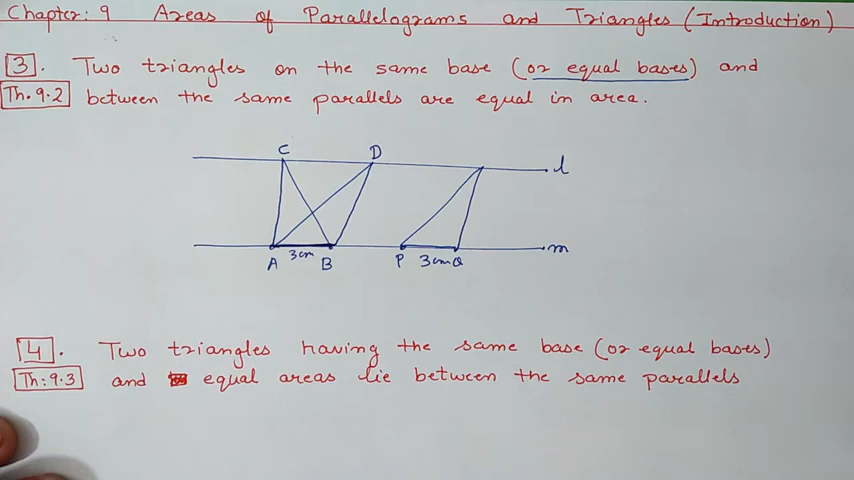 Chapter: 9 Areas of Parallelograms and Triangles (Introduction)
3. Two triangles on the same base (or equal bases) and
Th. 9.2 between the same parallels are equal in area.
C D l
A 3cm B P 3cm Q m
4. Two triangles having the same base (or equal bases)
Th: 9.3 and equal areas lie between the same parallels